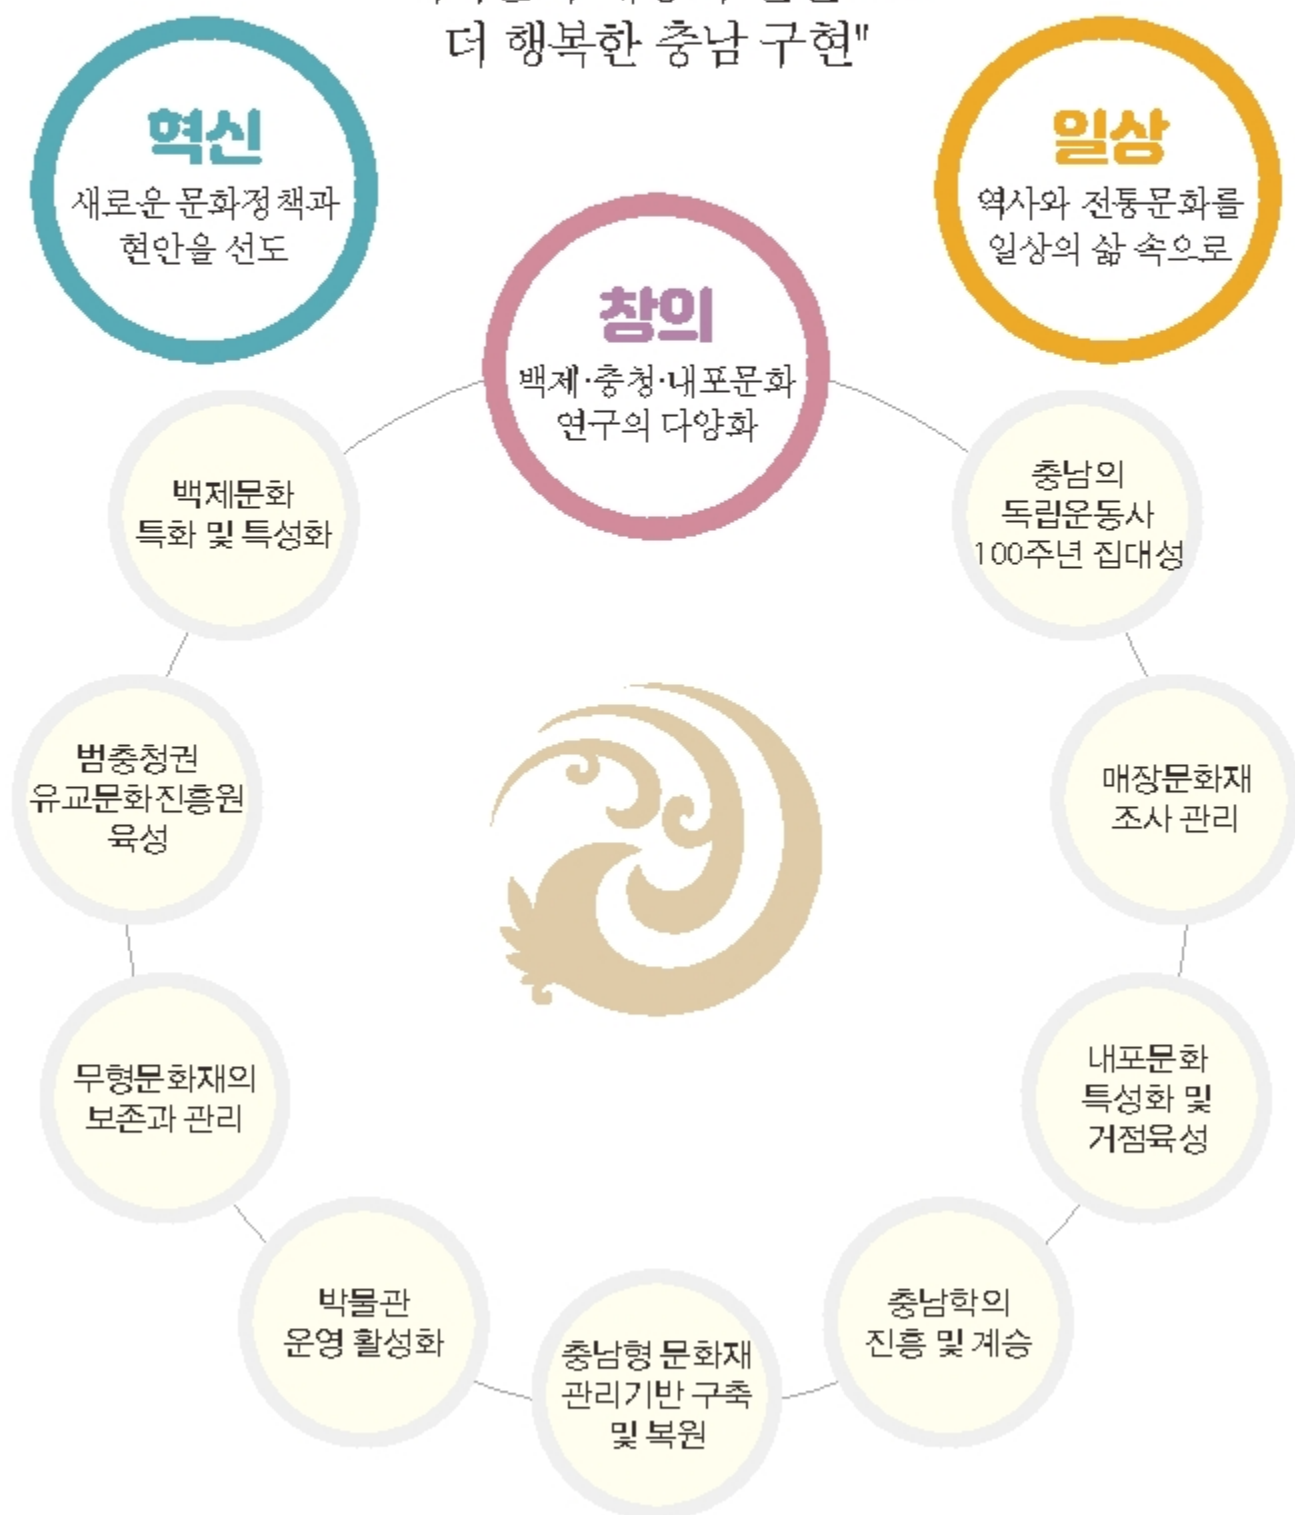 더 행복한 충남 구현"
혁신
새로운 문화정책과
현안을 선도
일상
역사와 전통문화를
일상의 삶 속으로
창의
백제·충청·내포문화
연구의 다양화
백제문화
특화 및 특성화
충남의
독립운동사
100주년 집대성
범충청권
유교문화진흥원
육성
매장문화재
조사 관리
무형문화재의
보존과 관리
내포문화
특성화 및
거점육성
박물관
운영 활성화
충남형 문화재
관리기반 구축
및 복원
충남학의
진흥 및 계승